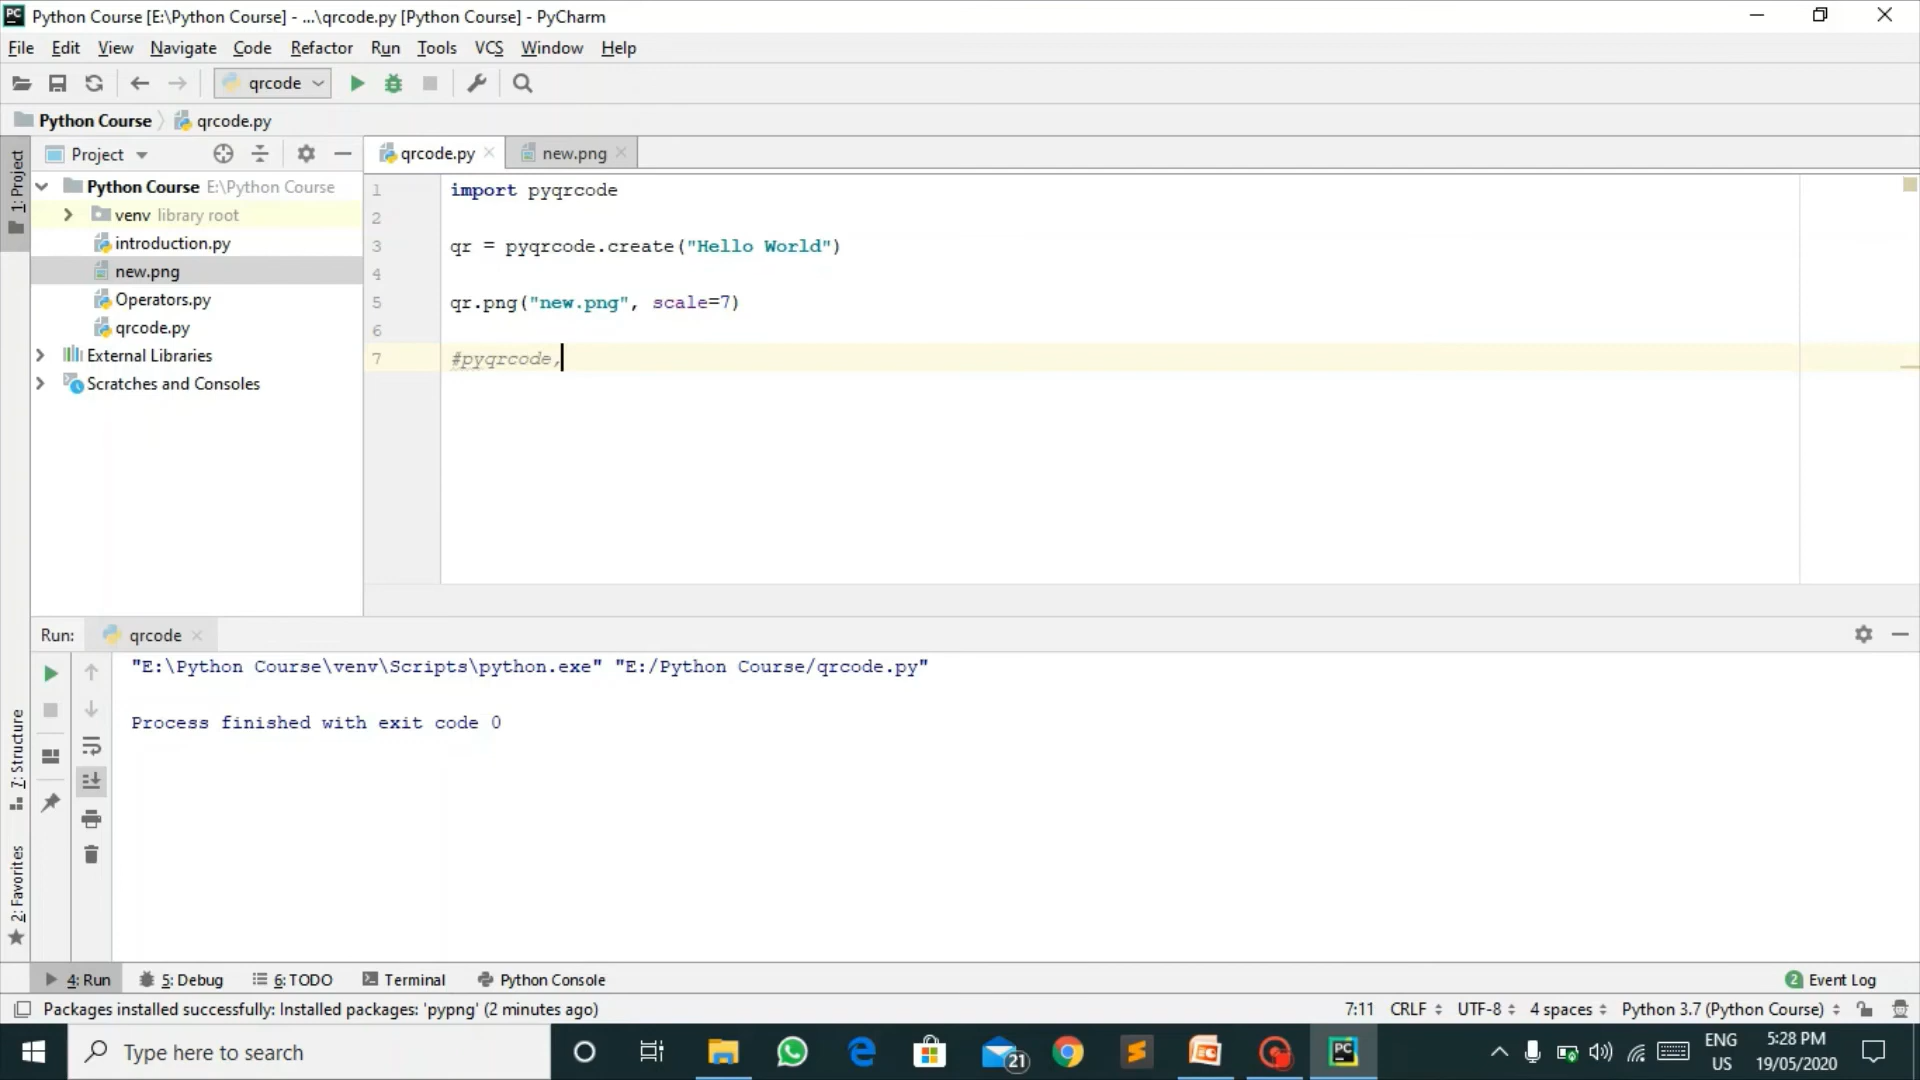 PC Python Course [E:\Python Course] - ...\qrcode.py [Python Course] - PyCharm
File Edit View Navigate Code Refactor Run Tools VCS Window Help
qrcode
Python Course qrcode.py
1: Project
Project
qrcode.py
new.png
Python Course E:\Python Course
venv library root
introduction.py
new.png
Operators.py
qrcode.py
External Libraries
Scratches and Consoles
1 import pyqrcode
2
3 qr = pyqrcode.create("Hello World")
4
5 qr.png("new.png", scale=7)
6
7 #pyqrcode,
Run: qrcode
"E:\Python Course\venv\Scripts\python.exe" "E:/Python Course/qrcode.py"
Process finished with exit code 0
7: Structure
2: Favorites
4: Run 5: Debug 6: TODO Terminal Python Console 2 Event Log
Packages installed successfully: Installed packages: 'pypng' (2 minutes ago) 7:11 CRLF UTF-8 4 spaces Python 3.7 (Python Course)
Type here to search 21 PC ENG US 5:28 PM 19/05/2020